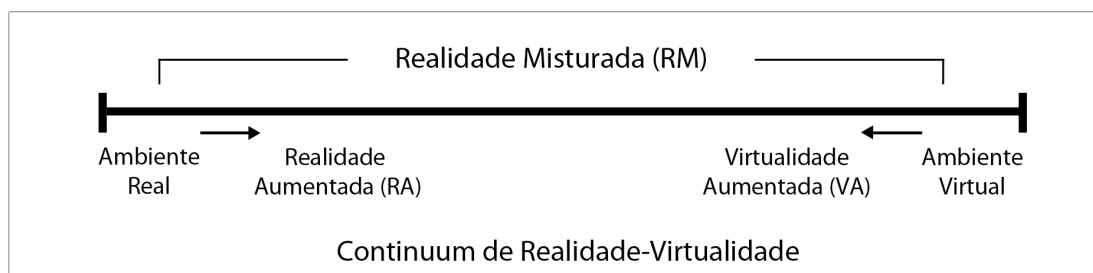 Realidade Misturada (RM)
Ambiente
Real
Realidade
Aumentada (RA)
Virtualidade
Aumentada (VA)
Ambiente
Virtual
Continuum de Realidade-Virtualidade